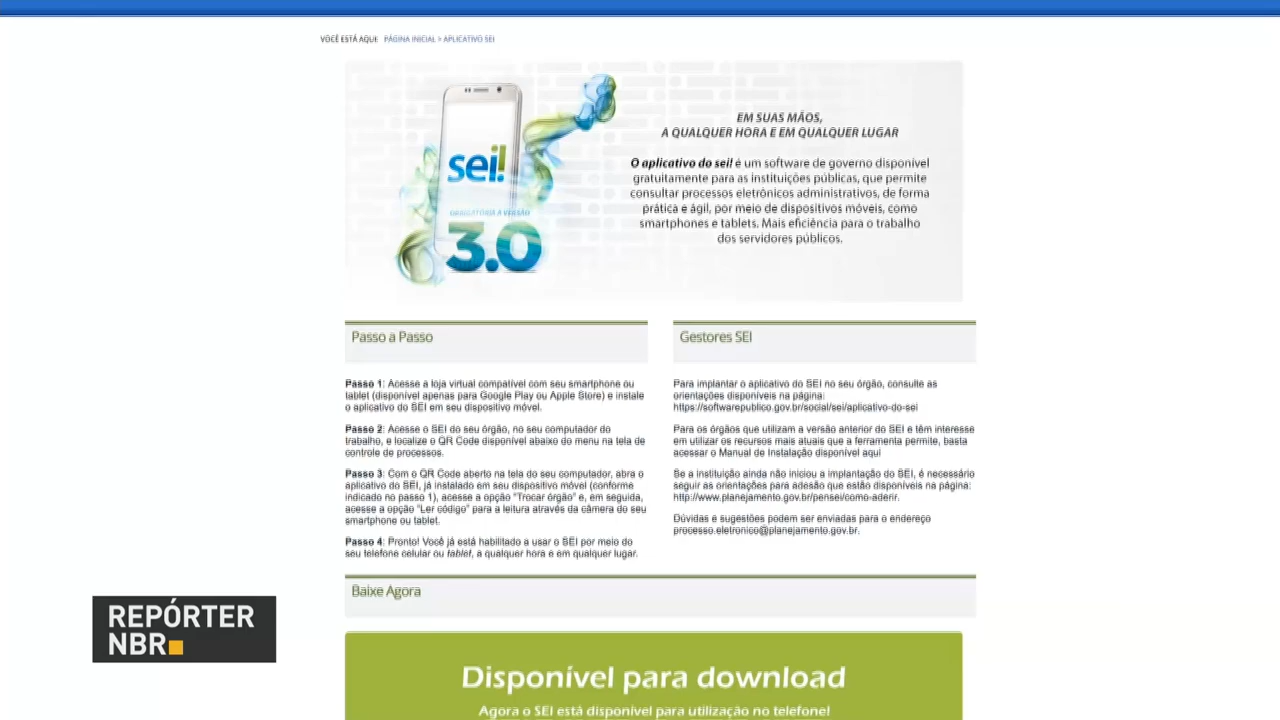 VOCÊ ESTÁ AQUI: PÁGINA INICIAL > APLICATIVO SEI
sei!
OBRIGATÓRIA A VERSÃO
3.0
EM SUAS MÃOS,
A QUALQUER HORA E EM QUALQUER LUGAR
O aplicativo do sei! é um software de governo disponível
gratuitamente para as instituições públicas, que permite
consultar processos eletrônicos administrativos, de forma
prática e ágil, por meio de dispositivos móveis, como
smartphones e tablets. Mais eficiência para o trabalho
dos servidores públicos.
Passo a Passo
Passo 1: Acesse a loja virtual compatível com seu smartphone ou
tablet (disponível apenas para Google Play ou Apple Store) e instale
o aplicativo do SEI em seu dispositivo móvel.
Passo 2: Acesse o SEI do seu órgão, no seu computador do
trabalho, e localize o QR Code disponível abaixo do menu na tela de
controle de processos.
Passo 3: Com o QR Code aberto na tela do seu computador, abra o
aplicativo do SEI, já instalado em seu dispositivo móvel (conforme
indicado no passo 1), acesse a opção "Trocar órgão" e, em seguida,
acesse a opção "Ler código" para a leitura através da câmera do seu
smartphone ou tablet.
Passo 4: Pronto! Você já está habilitado a usar o SEI por meio do
seu telefone celular ou tablet, a qualquer hora e em qualquer lugar.
Gestores SEI
Para implantar o aplicativo do SEI no seu órgão, consulte as
orientações disponíveis na página:
https://softwarepublico.gov.br/social/sei/aplicativo-do-sei
Para os órgãos que utilizam a versão anterior do SEI e têm interesse
em utilizar os recursos mais atuais que a ferramenta permite, basta
acessar o Manual de Instalação disponível aqui
Se a instituição ainda não iniciou a implantação do SEI, é necessário
seguir as orientações para adesão que estão disponíveis na página:
http://www.planejamento.gov.br/pensei/como-aderir.
Dúvidas e sugestões podem ser enviadas para o endereço
processo.eletronico@planejamento.gov.br.
Baixe Agora
Disponível para download
Agora o SEI está disponível para utilização no telefone!
REPÓRTER
NBR